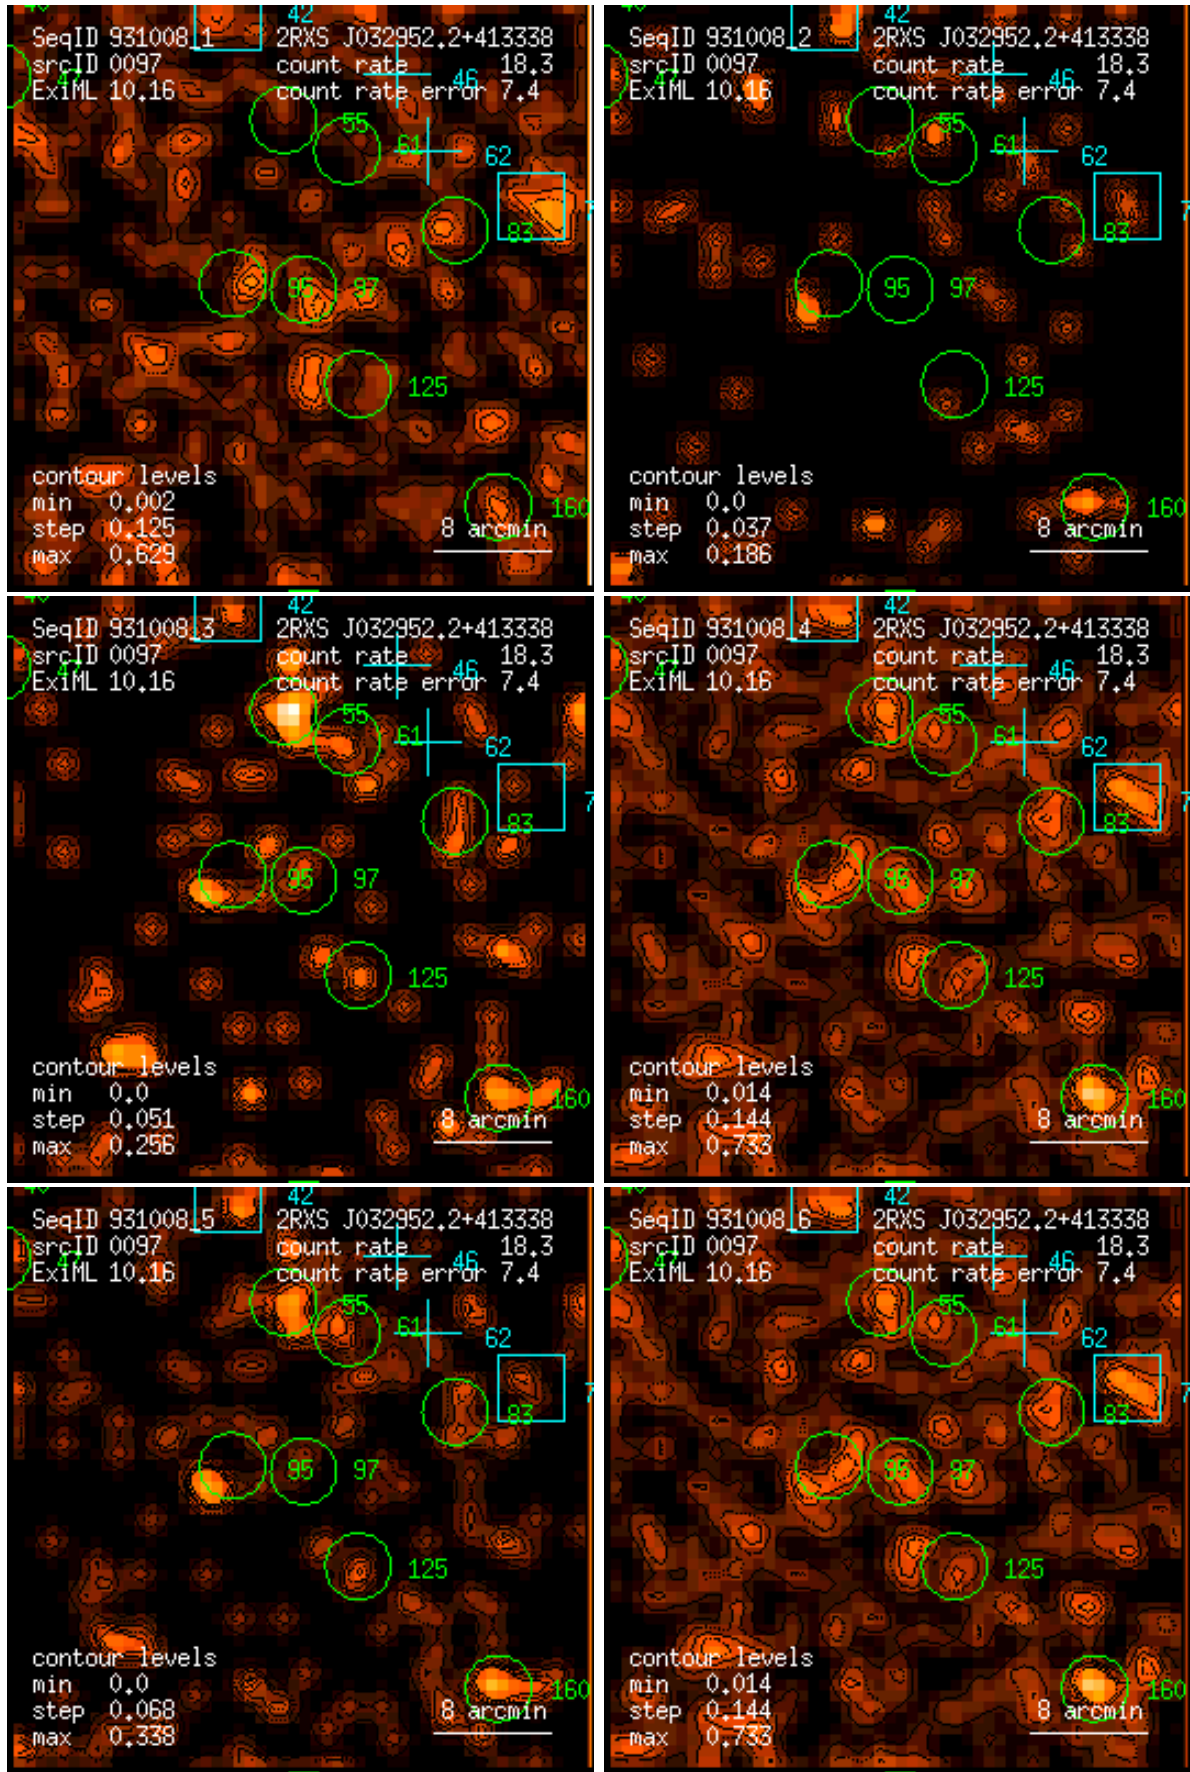 42
SeqID 931008_1 2RXS J032952.2+413338
srcID 0097 count rate 18.3
47 46
ExiML 10.16 count rate error 7.4
55
61 62
83
95 97
125
contour levels
min 0.002
160
step 0.125 8 arcmin
max 0.629
42
SeqID 931008_2 2RXS J032952.2+413338
srcID 0097 count rate 18.3
46
ExiML 10.16 count rate error 7.4
55
61 62
83
95 97
125
contour levels
min 0.0
160
step 0.037 8 arcmin
max 0.186
42
SeqID 931008_3 2RXS J032952.2+413338
srcID 0097 count rate 18.3
47 46
ExiML 10.16 count rate error 7.4
55
61 62
83
95 97
125
contour levels
min 0.0
160
step 0.051 8 arcmin
max 0.256
42
SeqID 931008_4 2RXS J032952.2+413338
srcID 0097 count rate 18.3
46
ExiML 10.16 count rate error 7.4
55
61 62
83
95 97
125
contour levels
min 0.014
160
step 0.144 8 arcmin
max 0.733
42
SeqID 931008_5 2RXS J032952.2+413338
srcID 0097 count rate 18.3
47 46
ExiML 10.16 count rate error 7.4
55
61 62
83
95 97
125
contour levels
min 0.0
160
step 0.068 8 arcmin
max 0.338
42
SeqID 931008_6 2RXS J032952.2+413338
srcID 0097 count rate 18.3
46
ExiML 10.16 count rate error 7.4
55
61 62
83
95 97
125
contour levels
min 0.014
160
step 0.144 8 arcmin
max 0.733